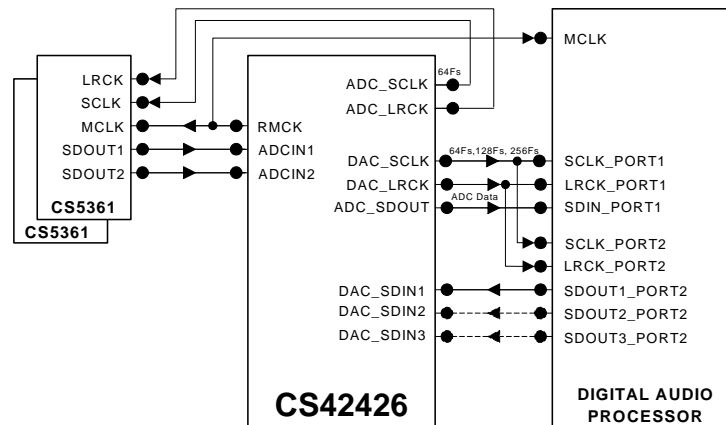 LRCK
SCLK
MCLK
SDOUT1
SDOUT2
CS5361
CS5361
64Fs
ADC_SCLK
ADC_LRCK
RMCK
ADCIN1
ADCIN2
DAC_SCLK
DAC_LRCK
ADC_SDOUT
DAC_SDIN1
DAC_SDIN2
DAC_SDIN3
CS42426
64Fs,128Fs, 256Fs
ADC Data
MCLK
SCLK_PORT1
LRCK_PORT1
SDIN_PORT1
SCLK_PORT2
LRCK_PORT2
SDOUT1_PORT2
SDOUT2_PORT2
SDOUT3_PORT2
DIGITAL AUDIO
PROCESSOR